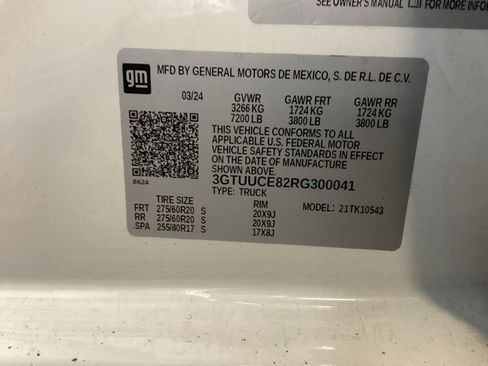 SEE OWNER'S MANUAL
FOR MORE INFOR
gm
MFD BY GENERAL MOTORS DE MEXICO, S. DE R.L. DE C.V.
03/24 GVWR GAWR FRT GAWR RR
3266 KG 1724 KG 1724 KG
7200 LB 3800 LB 3800 LB
THIS VEHICLE CONFORMS TO ALL
APPLICABLE U.S. FEDERAL MOTOR
VEHICLE SAFETY STANDARDS IN EFFECT
ON THE DATE OF MANUFACTURE
SHOWN ABOVE.
8624
3GTUUCE82RG300041
TYPE: TRUCK
TIRE SIZE RIM MODEL: 21TK10543
FRT 275/60R20 S 20X9J
RR 275/60R20 S 20X9J
SPA 255/80R17 S 17X8J